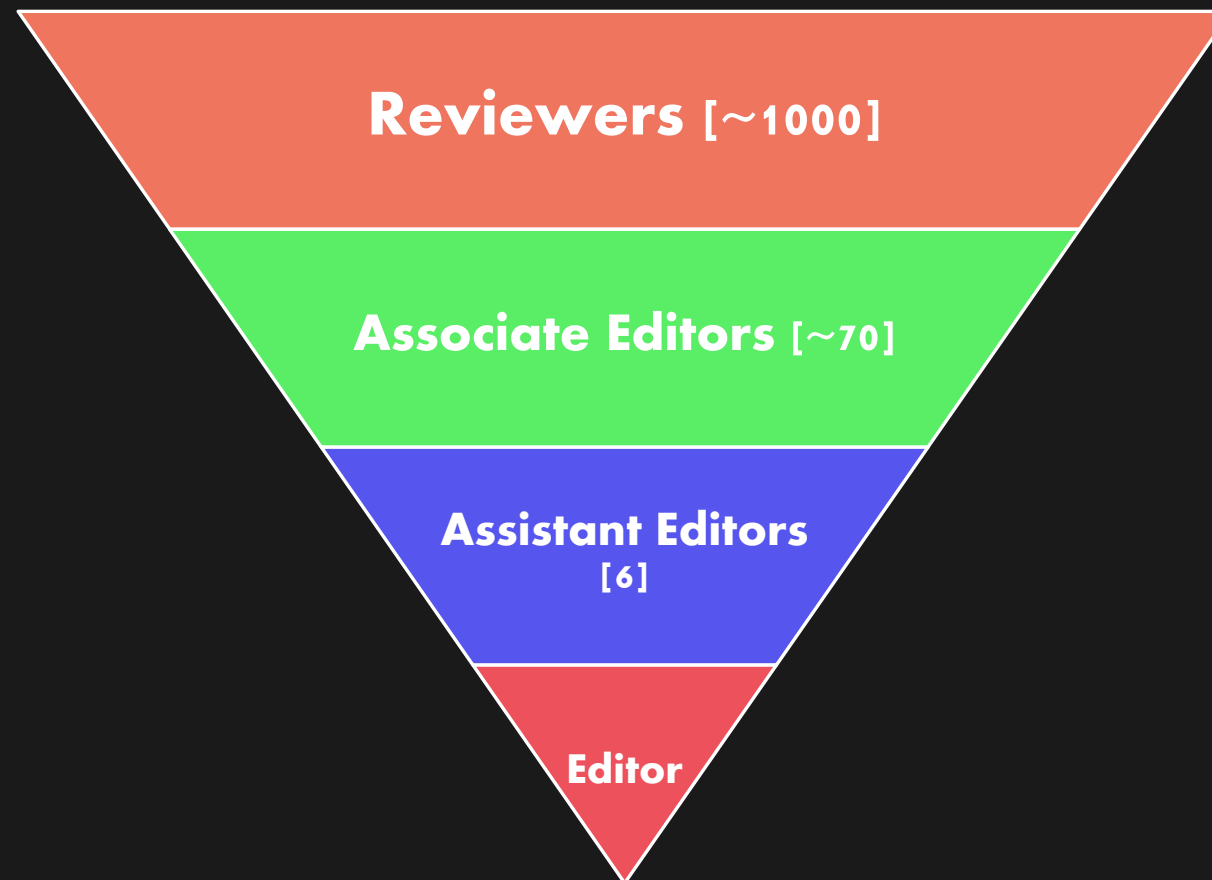 Reviewers [~1000]
Associate Editors [~70]
Assistant Editors
[6]
Editor